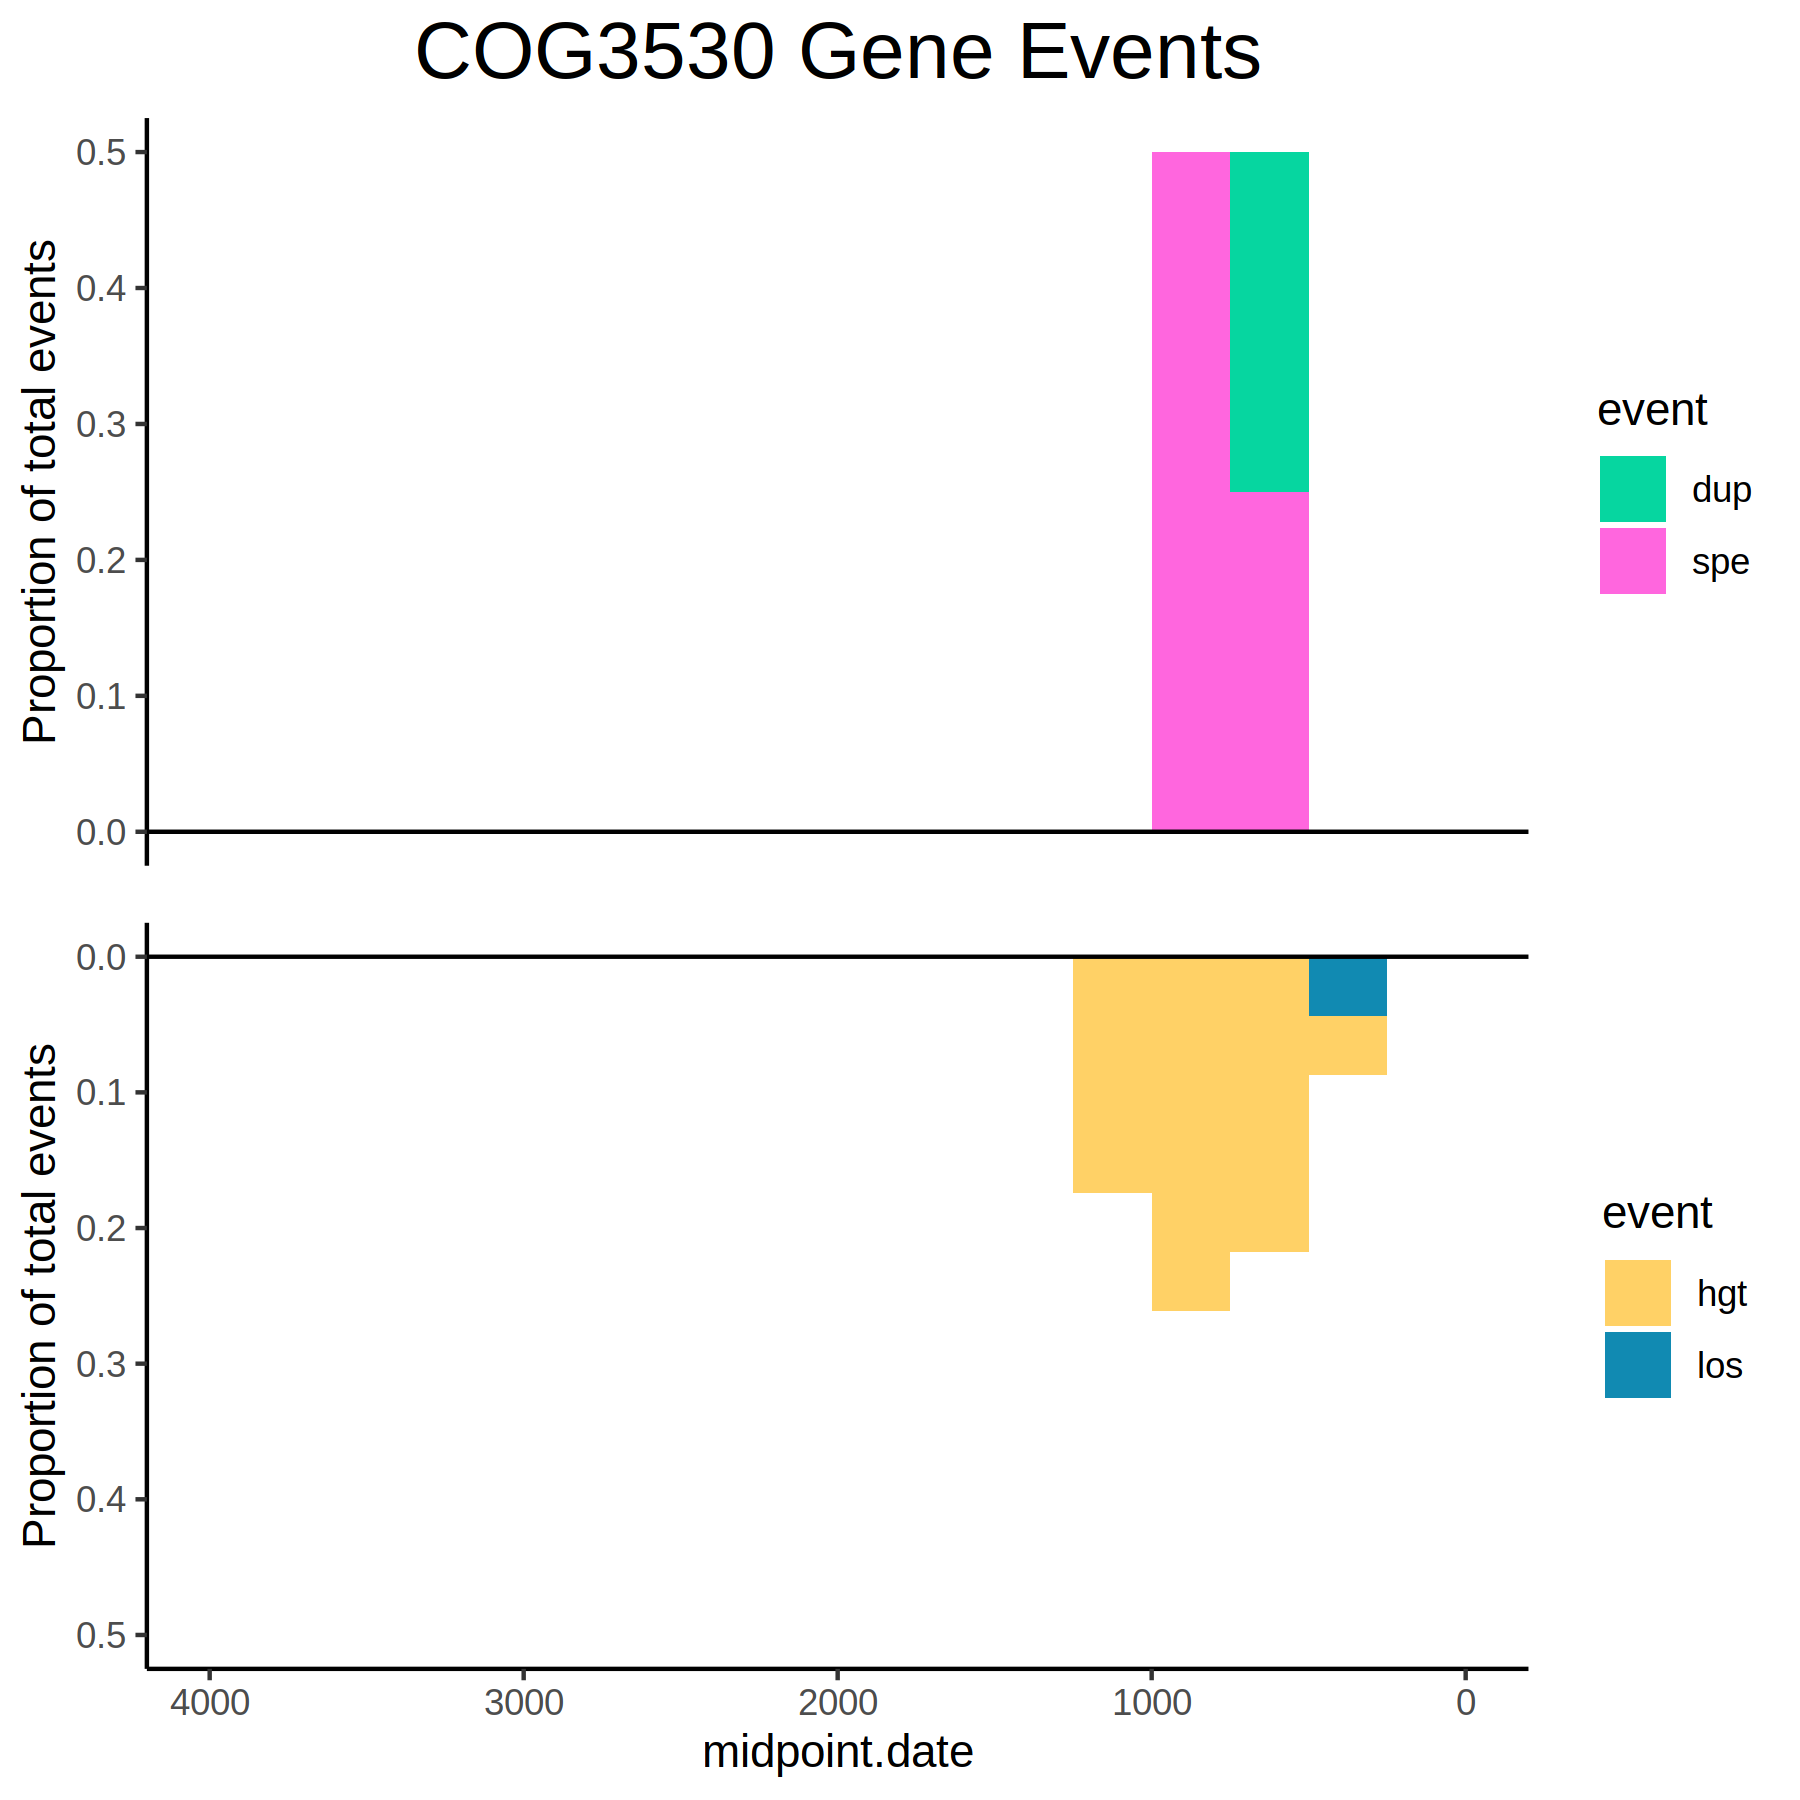 COG3530 Gene Events
Proportion of total events
0.5
0.4
0.3
0.2
0.1
0.0
event
dup
spe
Proportion of total events
0.0
0.1
0.2
0.3
0.4
0.5
event
hgt
los
4000 3000 2000 1000 0
midpoint.date